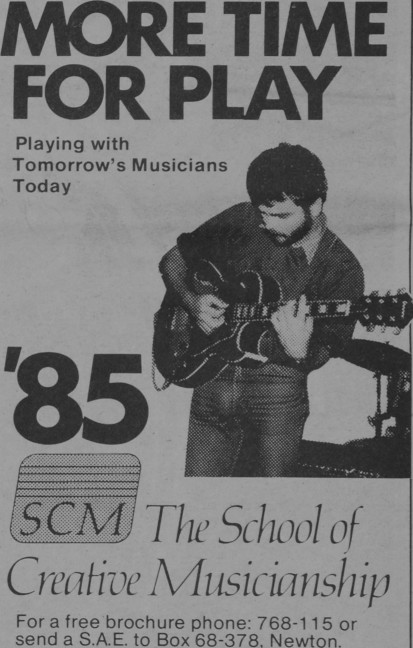 MORE TIME
FOR PLAY
Playing with
Tomorrow's Musicians
Today
'85
SCM The School of
Creative Musicianship
For a free brochure phone: 768-115 or
send a S.A.E. to Box 68-378, Newton.